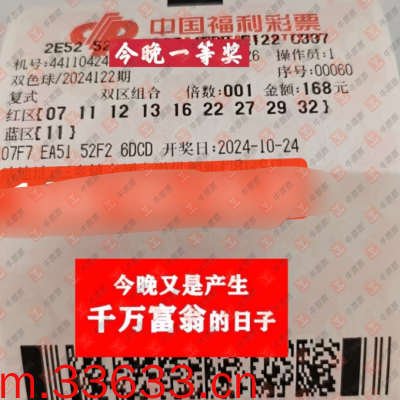 中国福利彩票
2E52 52
今晚一等奖
机号:44110424
操作员:1
双色球/2024122期
序号:00060
复式 双区组合 倍数:001 金额:168元
红区[07 11 12 13 16 22 27 29 32]
蓝区[11]
07F7 EA51 52F2 6DCD 开奖日:2024-10-24
今晚又是产生
千万富翁的日子
m.33633.cn